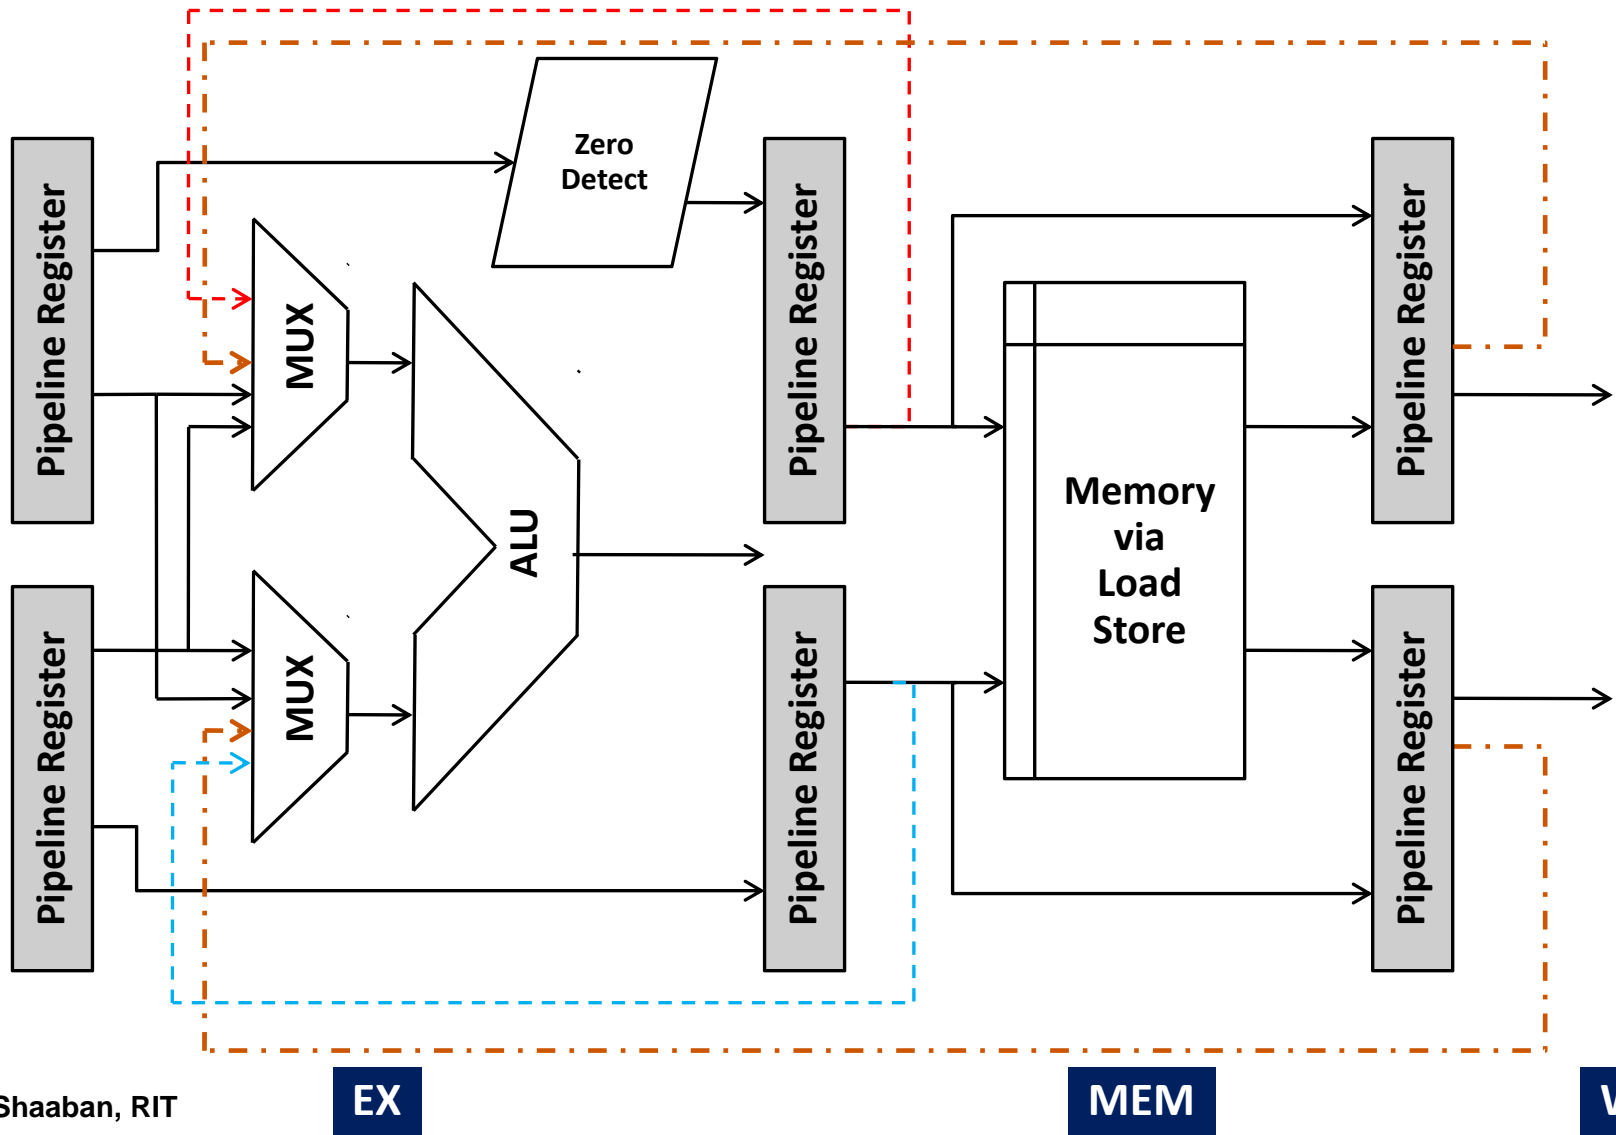 Zero
Detect
Pipeline Register
Pipeline Register
Pipeline Register
MUX
ALU
Memory
via
Load
Store
Pipeline Register
MUX
Pipeline Register
Pipeline Register
Shaaban, RIT
EX
MEM
W